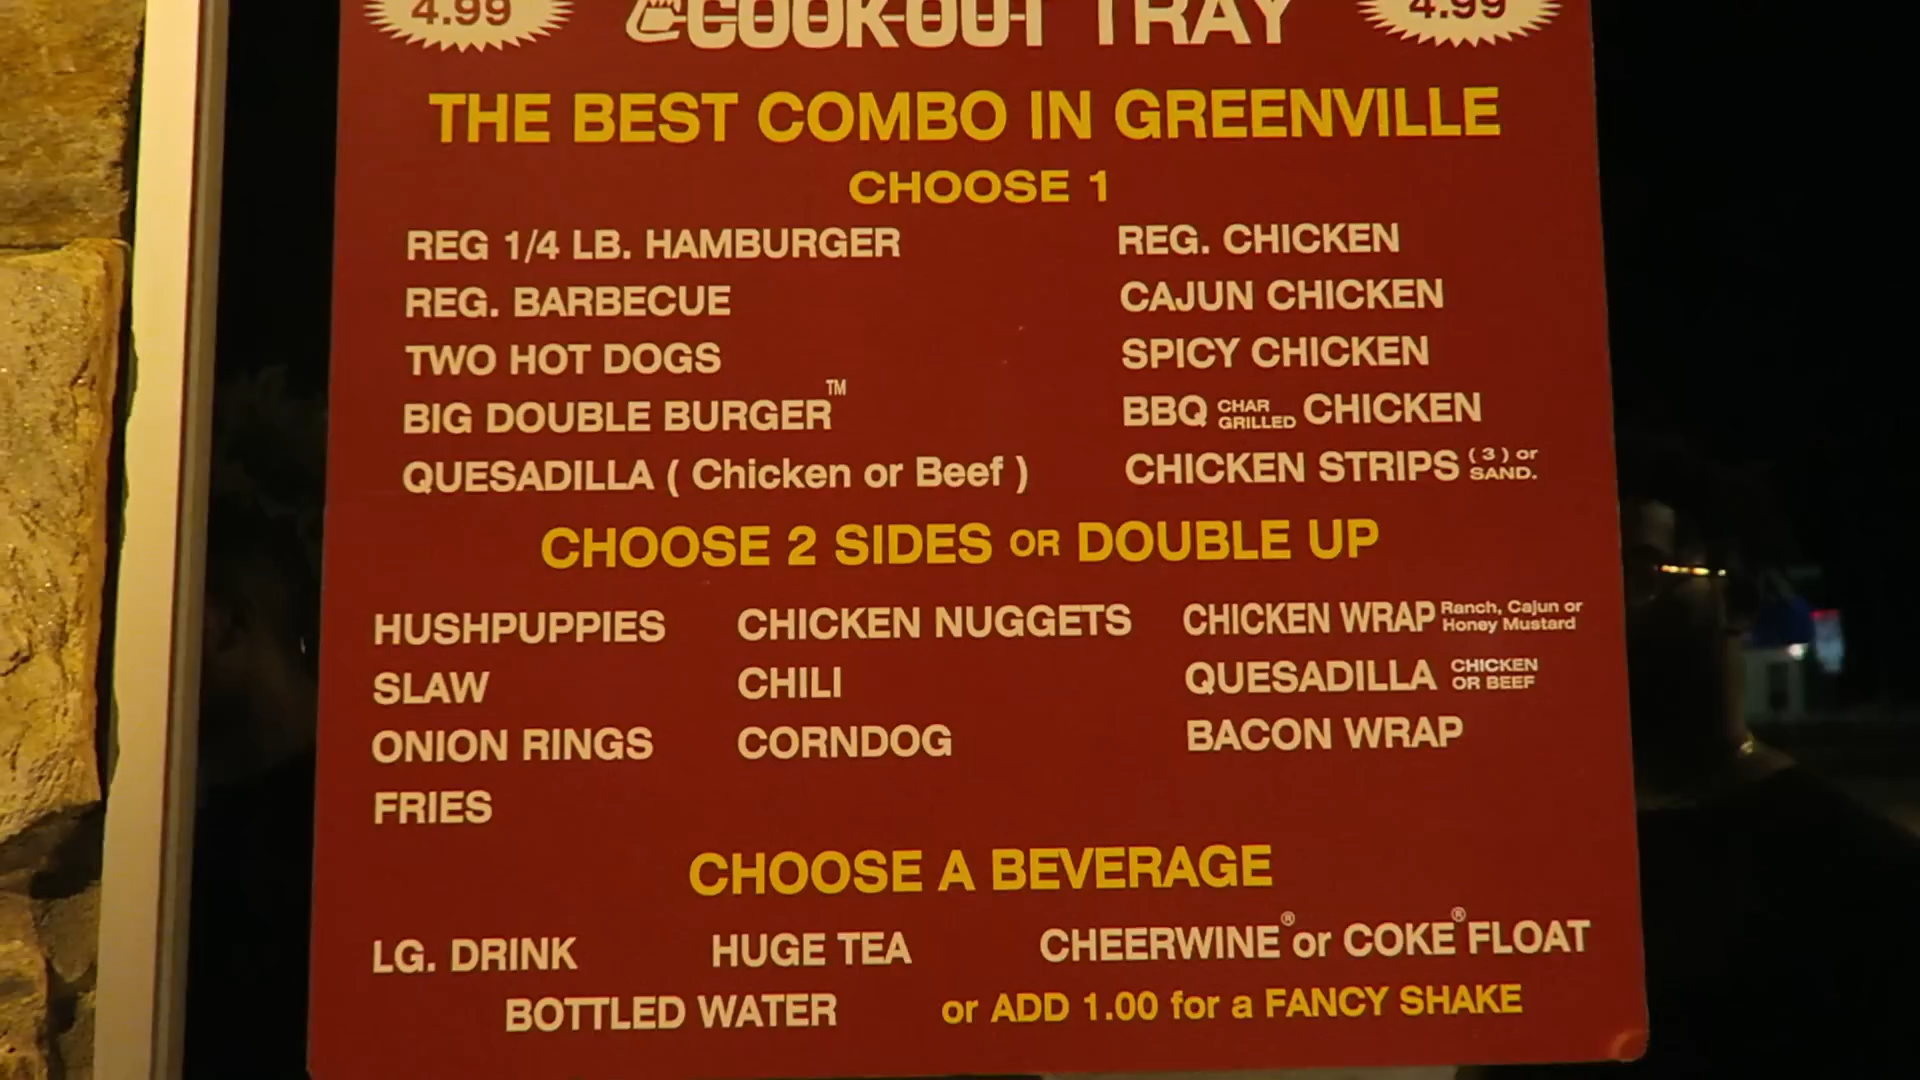 4.99 COOK-OUT TRAY 4.99
THE BEST COMBO IN GREENVILLE
CHOOSE 1
REG 1/4 LB. HAMBURGER
REG. BARBECUE
TWO HOT DOGS
BIG DOUBLE BURGER™
QUESADILLA ( Chicken or Beef )
REG. CHICKEN
CAJUN CHICKEN
SPICY CHICKEN
BBQ CHAR GRILLED CHICKEN
CHICKEN STRIPS ( 3 ) or SAND.
CHOOSE 2 SIDES OR DOUBLE UP
HUSHPUPPIES
SLAW
ONION RINGS
FRIES
CHICKEN NUGGETS
CHILI
CORNDOG
CHICKEN WRAP Ranch, Cajun or Honey Mustard
QUESADILLA CHICKEN OR BEEF
BACON WRAP
CHOOSE A BEVERAGE
LG. DRINK HUGE TEA CHEERWINE® or COKE® FLOAT
BOTTLED WATER or ADD 1.00 for a FANCY SHAKE